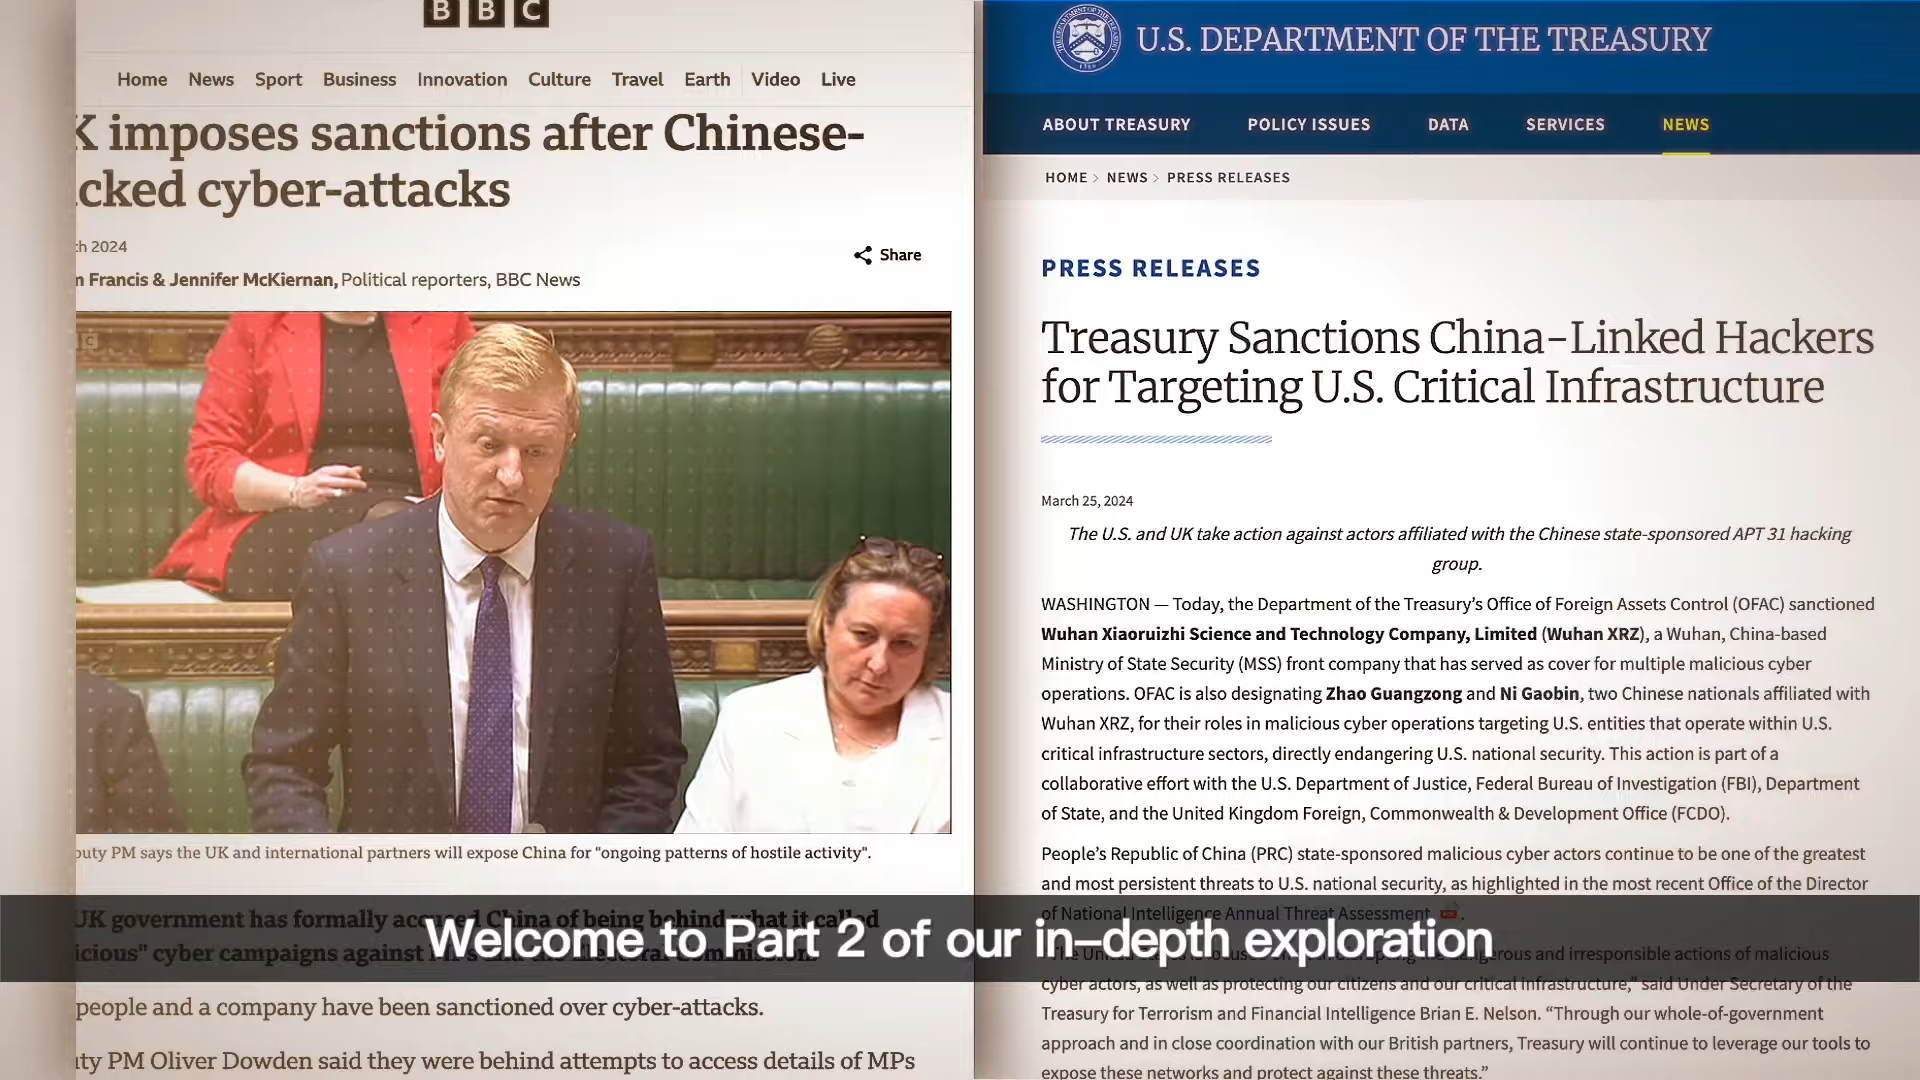 BBC
Home News Sport Business Innovation Culture Travel Earth Video Live
K imposes sanctions after Chinese-
cked cyber-attacks
ch 2024
Share
n Francis & Jennifer McKiernan, Political reporters, BBC News
C
puty PM says the UK and international partners will expose China for "ongoing patterns of hostile activity".
UK government has formally accused China of being behind what it called
icious" cyber campaigns against MPs and the Electoral Commission.
people and a company have been sanctioned over cyber-attacks.
ty PM Oliver Dowden said they were behind attempts to access details of MPs
U.S. DEPARTMENT OF THE TREASURY
ABOUT TREASURY POLICY ISSUES DATA SERVICES NEWS
HOME > NEWS > PRESS RELEASES
PRESS RELEASES
Treasury Sanctions China-Linked Hackers
for Targeting U.S. Critical Infrastructure
March 25, 2024
The U.S. and UK take action against actors affiliated with the Chinese state-sponsored APT 31 hacking
group.
WASHINGTON — Today, the Department of the Treasury's Office of Foreign Assets Control (OFAC) sanctioned
Wuhan Xiaoruizhi Science and Technology Company, Limited (Wuhan XRZ), a Wuhan, China-based
Ministry of State Security (MSS) front company that has served as cover for multiple malicious cyber
operations. OFAC is also designating Zhao Guangzong and Ni Gaobin, two Chinese nationals affiliated with
Wuhan XRZ, for their roles in malicious cyber operations targeting U.S. entities that operate within U.S.
critical infrastructure sectors, directly endangering U.S. national security. This action is part of a
collaborative effort with the U.S. Department of Justice, Federal Bureau of Investigation (FBI), Department
of State, and the United Kingdom Foreign, Commonwealth & Development Office (FCDO).
People's Republic of China (PRC) state-sponsored malicious cyber actors continue to be one of the greatest
and most persistent threats to U.S. national security, as highlighted in the most recent Office of the Director
of National Intelligence Annual Threat Assessment.
"The United dangerous and irresponsible actions of malicious
cyber actors, as well as protecting our citizens and our critical infrastructure," said Under Secretary of the
Treasury for Terrorism and Financial Intelligence Brian E. Nelson. "Through our whole-of-government
approach and in close coordination with our British partners, Treasury will continue to leverage our tools to
expose these networks and protect against these threats."
Welcome to Part 2 of our in-depth exploration